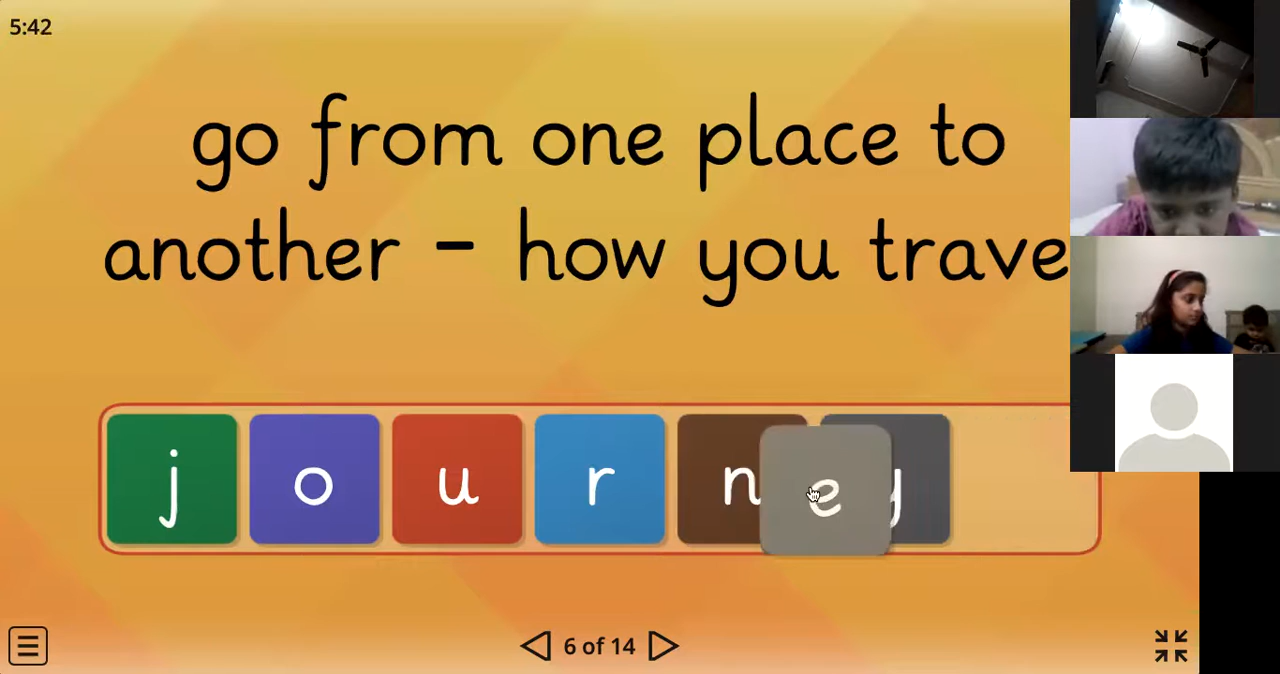 5:42
go from one place to
another – how you trave
j o u r n e y
6 of 14